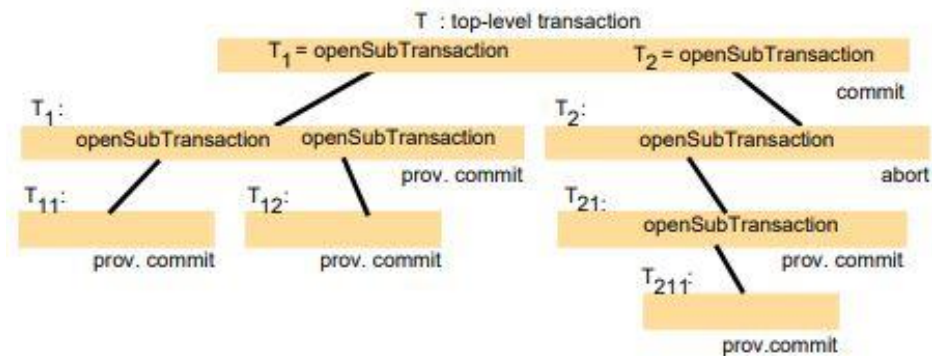 T : top-level transaction
T1 = openSubTransaction T2 = openSubTransaction
commit
T1: T2:
openSubTransaction openSubTransaction openSubTransaction
prov. commit abort
T11: T12: T21:
openSubTransaction
prov. commit prov. commit prov. commit
T211:
prov.commit